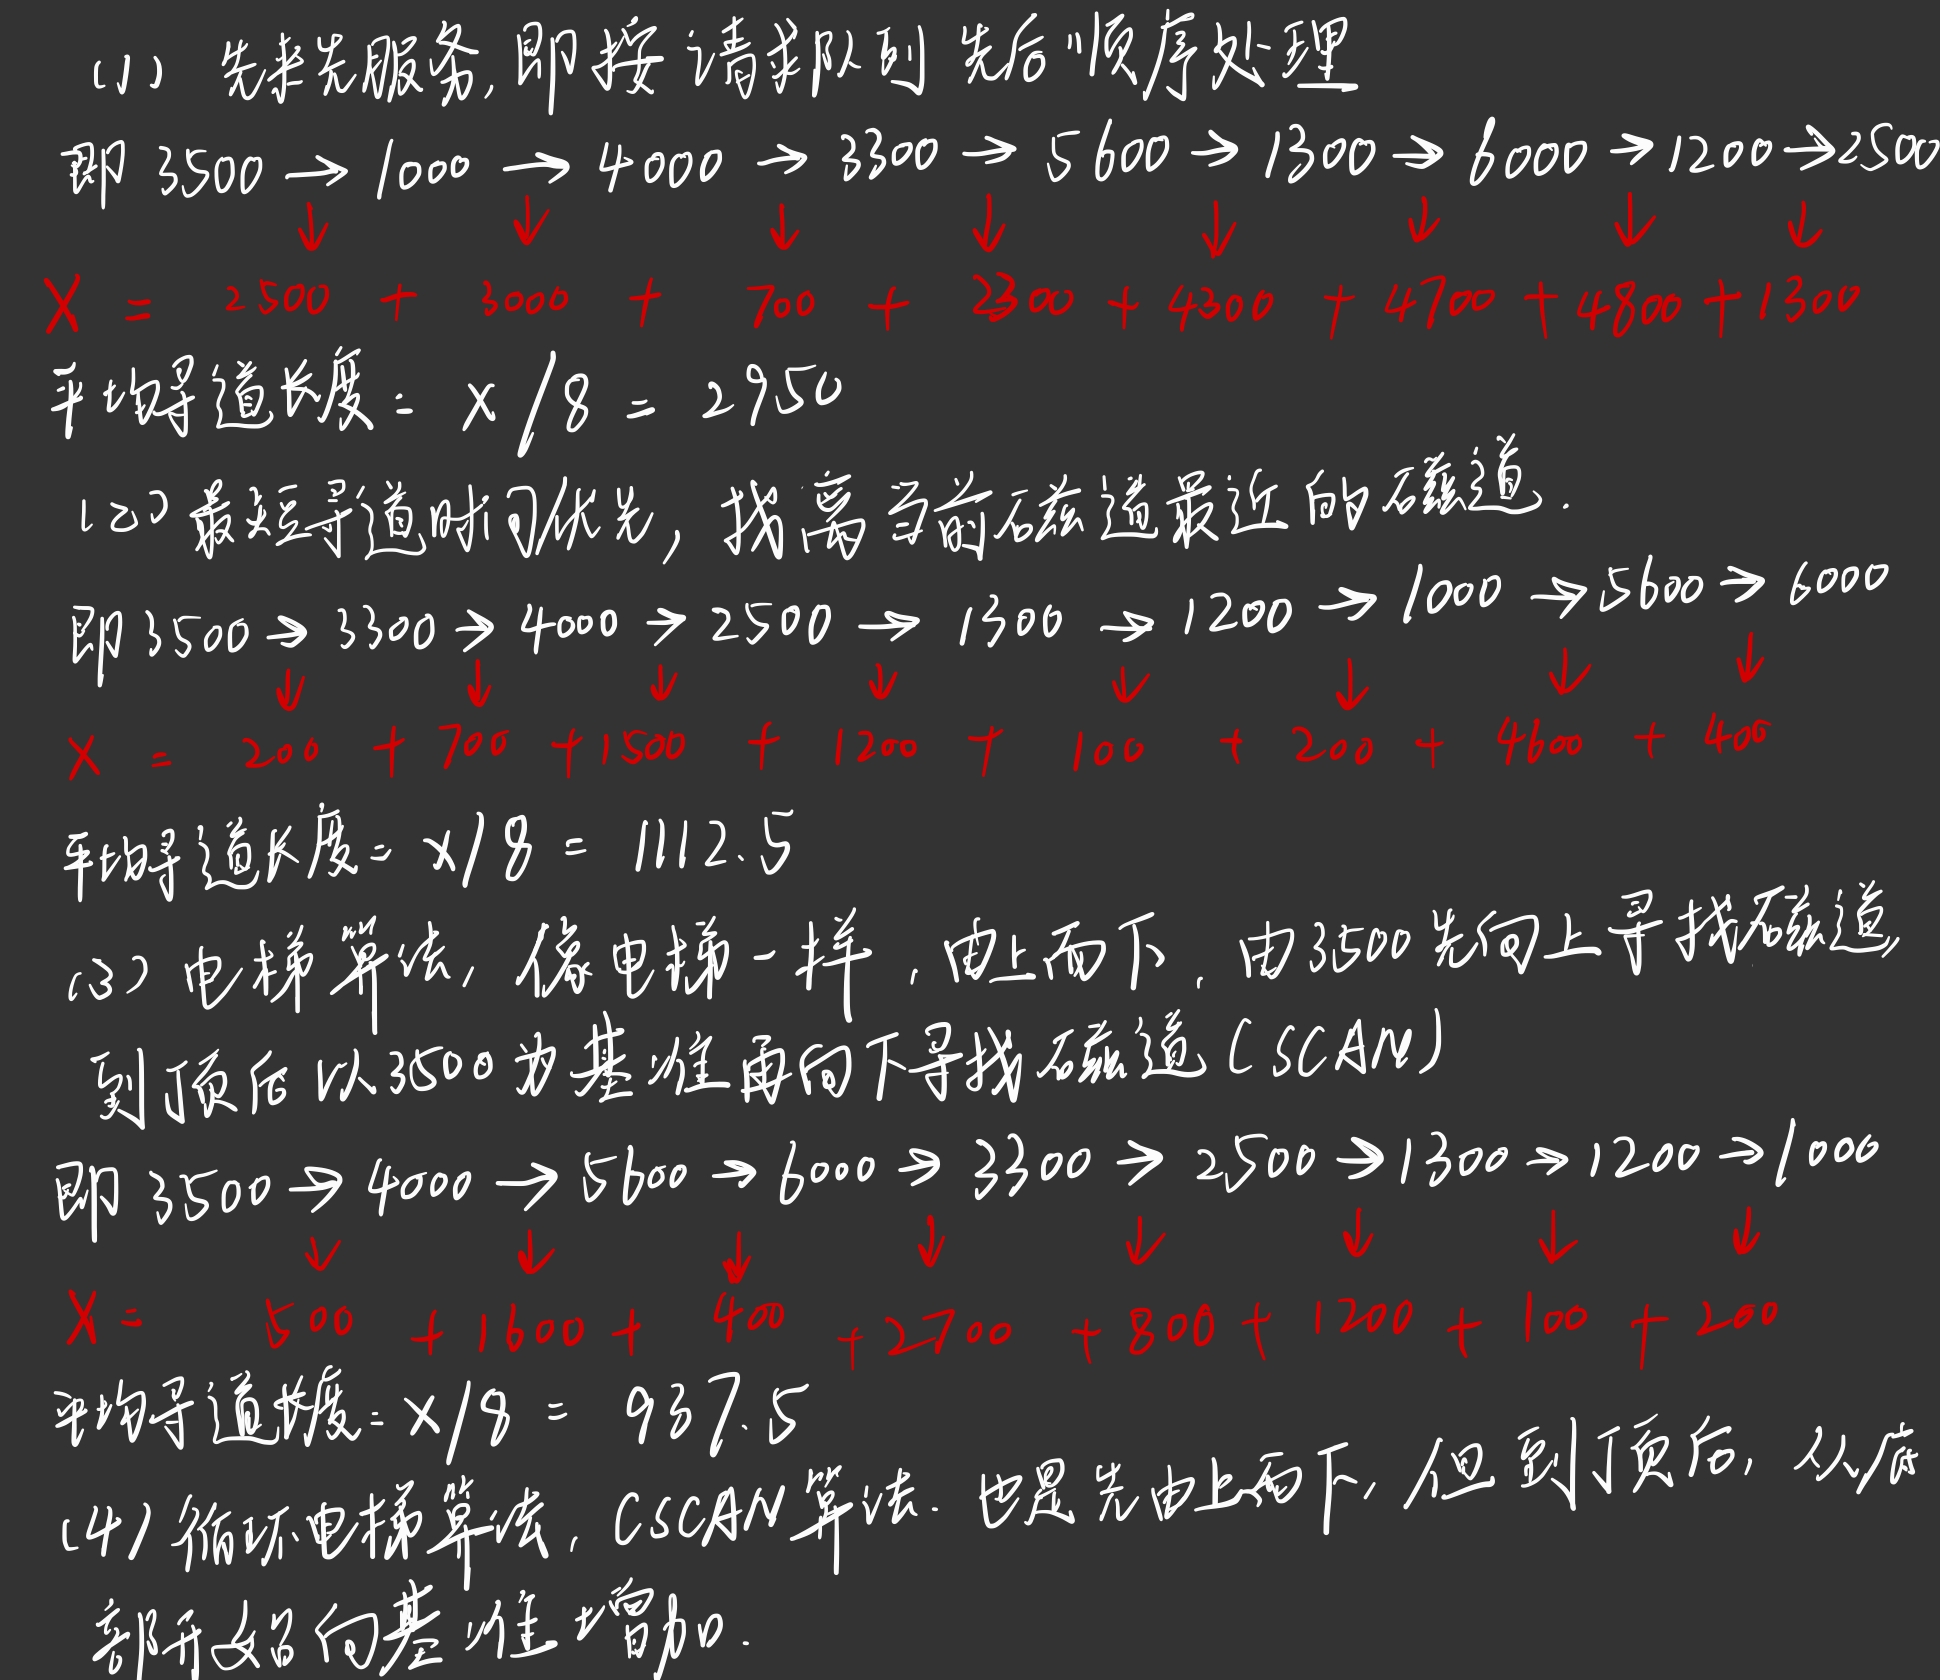 (1) 先来先服务,即按请求队列先后顺序处理
即 3500 → 1000 → 4000 → 3300 → 5600 → 1300 → 6000 → 1200 → 2500
↓ ↓ ↓ ↓ ↓ ↓ ↓ ↓
X = 2500 + 3000 + 700 + 2300 + 4300 + 4700 + 4800 + 1300
平均寻道长度 = X / 8 = 2950
(2) 最短寻道时间优先, 找离当前磁道最近的磁道.
即 3500 → 3300 → 4000 → 2500 → 1300 → 1200 → 1000 → 5600 → 6000
↓ ↓ ↓ ↓ ↓ ↓ ↓ ↓
X = 200 + 700 + 1500 + 1200 + 100 + 200 + 4600 + 400
平均寻道长度 = X / 8 = 1112.5
(3) 电梯算法, 像电梯一样, 由上而下, 由3500先向上寻找磁道,
到顶后以3500为基准再向下寻找磁道 (SCAN)
即 3500 → 4000 → 5600 → 6000 → 3300 → 2500 → 1300 → 1200 → 1000
↓ ↓ ↓ ↓ ↓ ↓ ↓ ↓
X = 500 + 1600 + 400 + 2700 + 800 + 1200 + 100 + 200
平均寻道长度 = X / 8 = 937.5
(4) 循环电梯算法, CSCAN算法. 也是先由上而下, 但到顶后, 从底
部开始向基准增加.